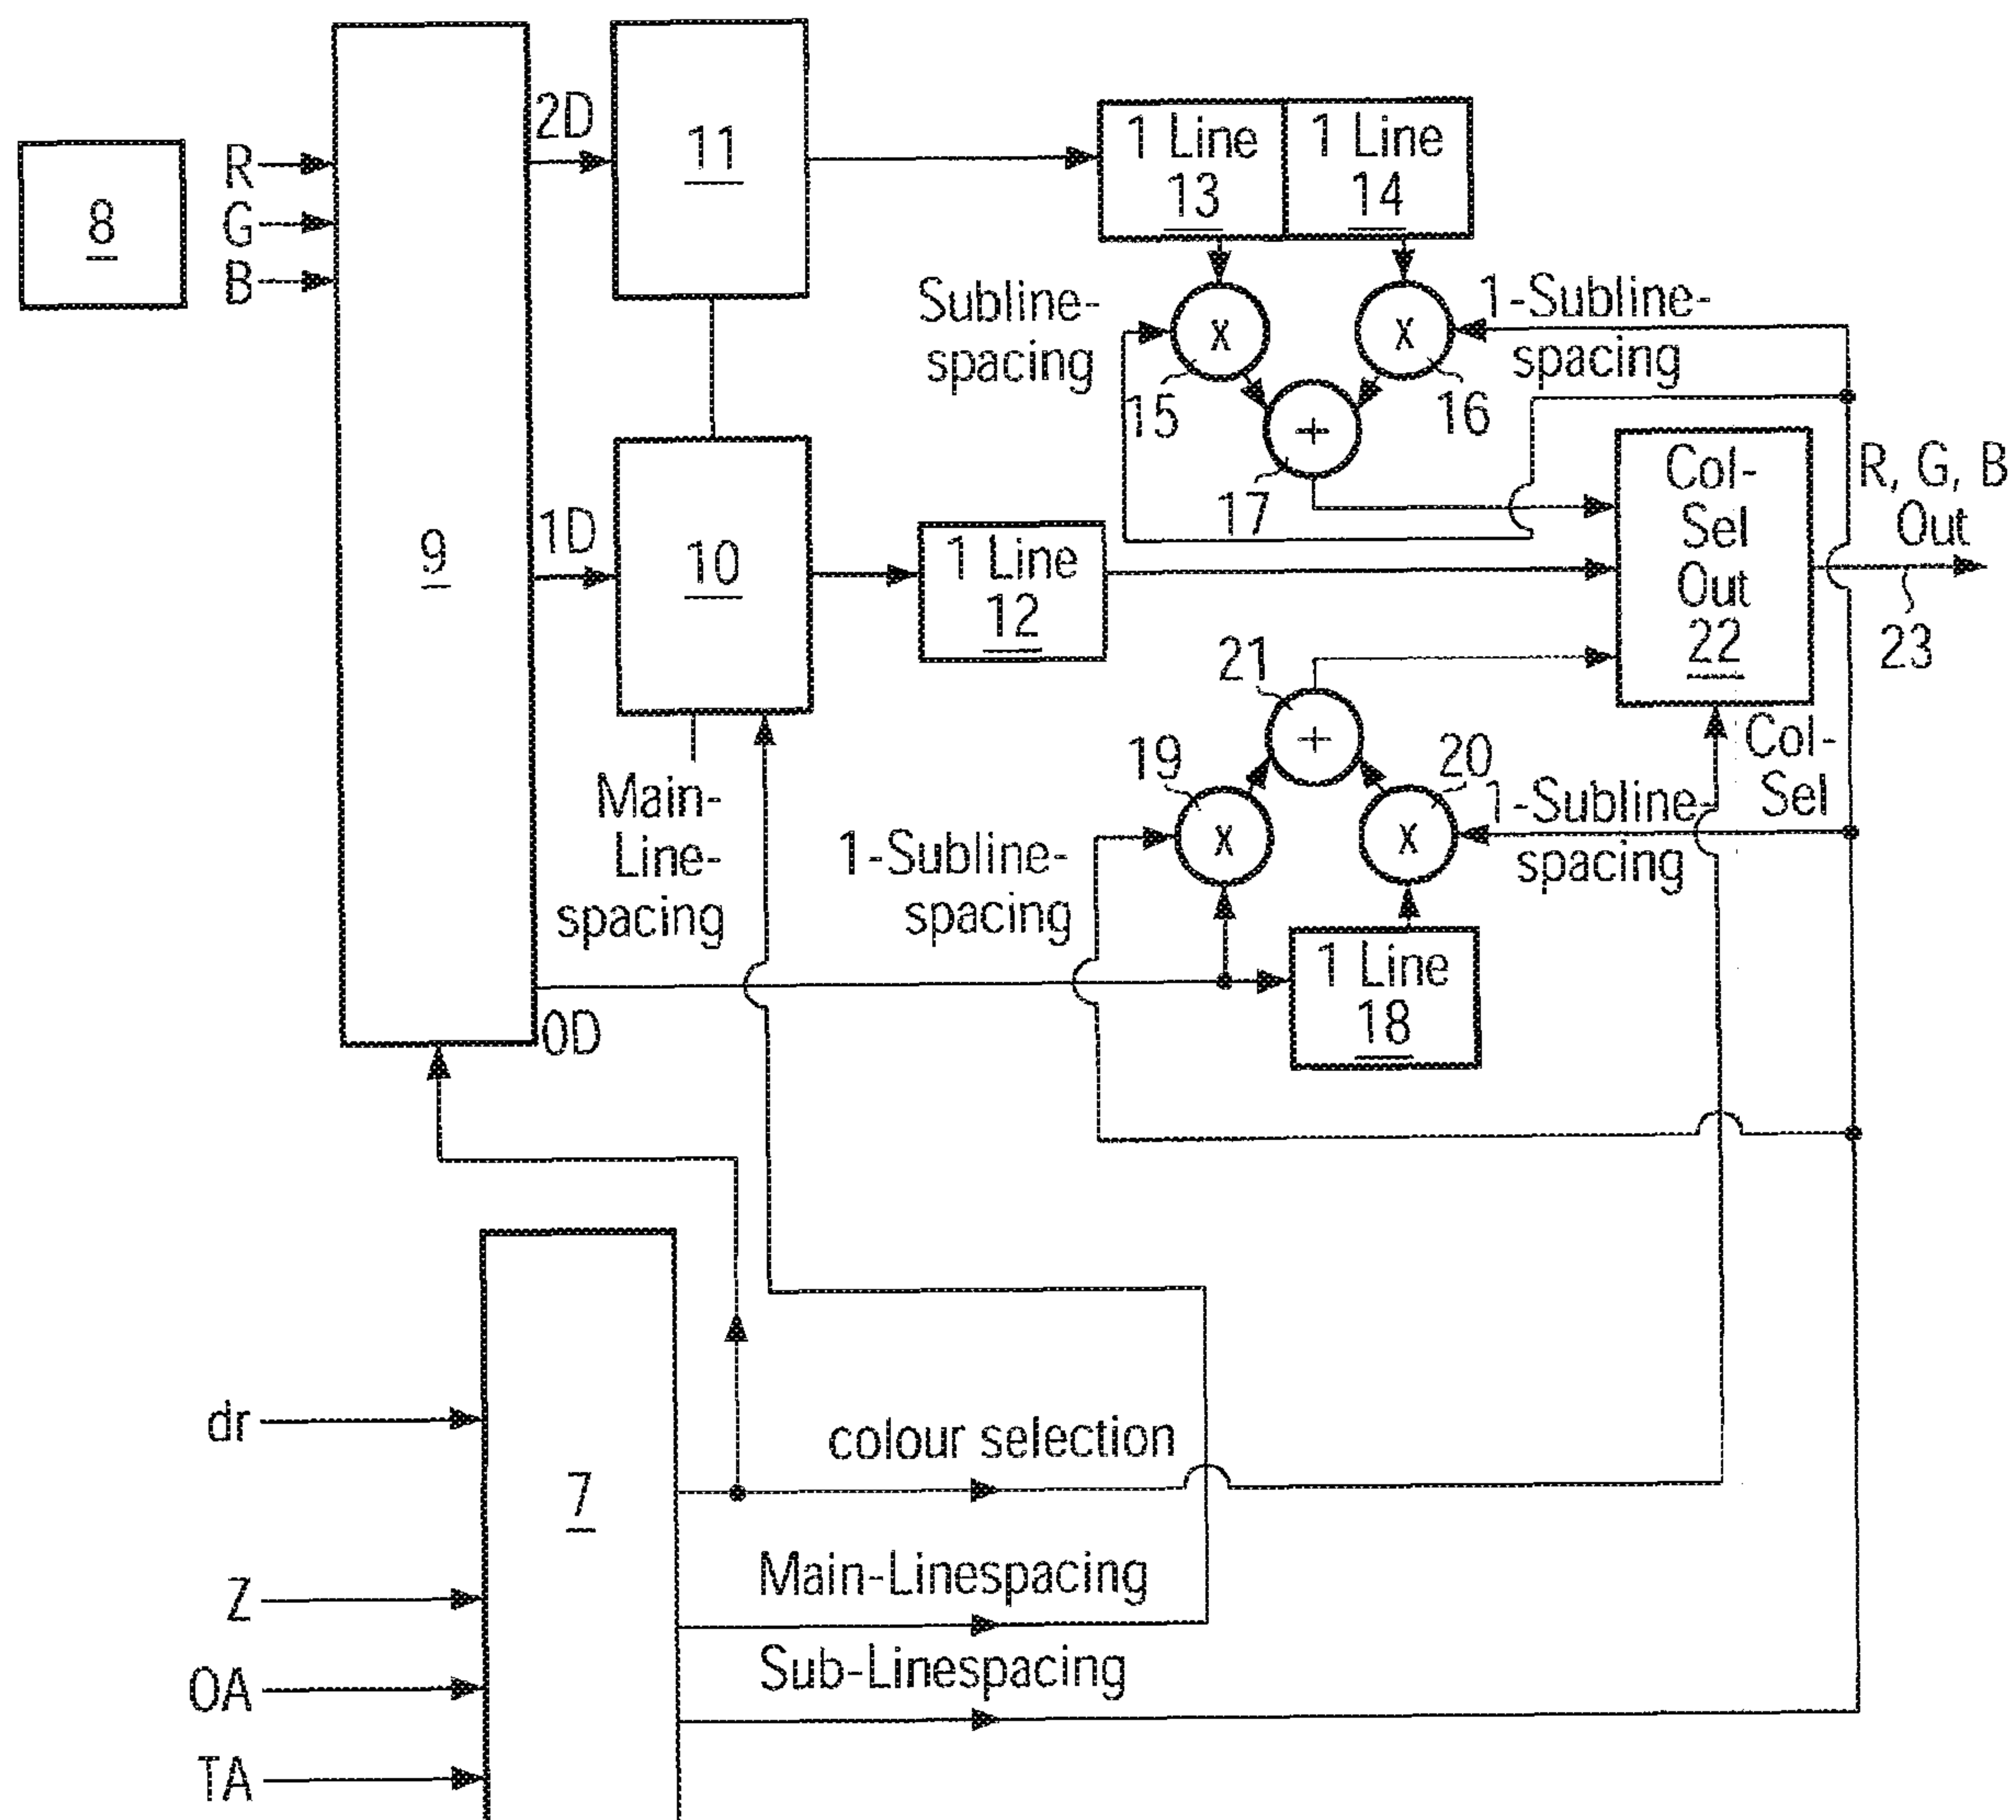 8
R
G
B
9
2D
11
1 Line
13
1 Line
14
Subline-
spacing
x
15
x
16
1-Subline-
spacing
+
17
1D
10
1 Line
12
Col-
Sel
Out
22
R, G, B
Out
23
Main-
Line-
spacing
21
+
19
x
20
x
1-Subline-
spacing
1-Subline-
spacing
Col-
Sel
0D
1 Line
18
7
dr
Z
OA
TA
colour selection
Main-Linespacing
Sub-Linespacing